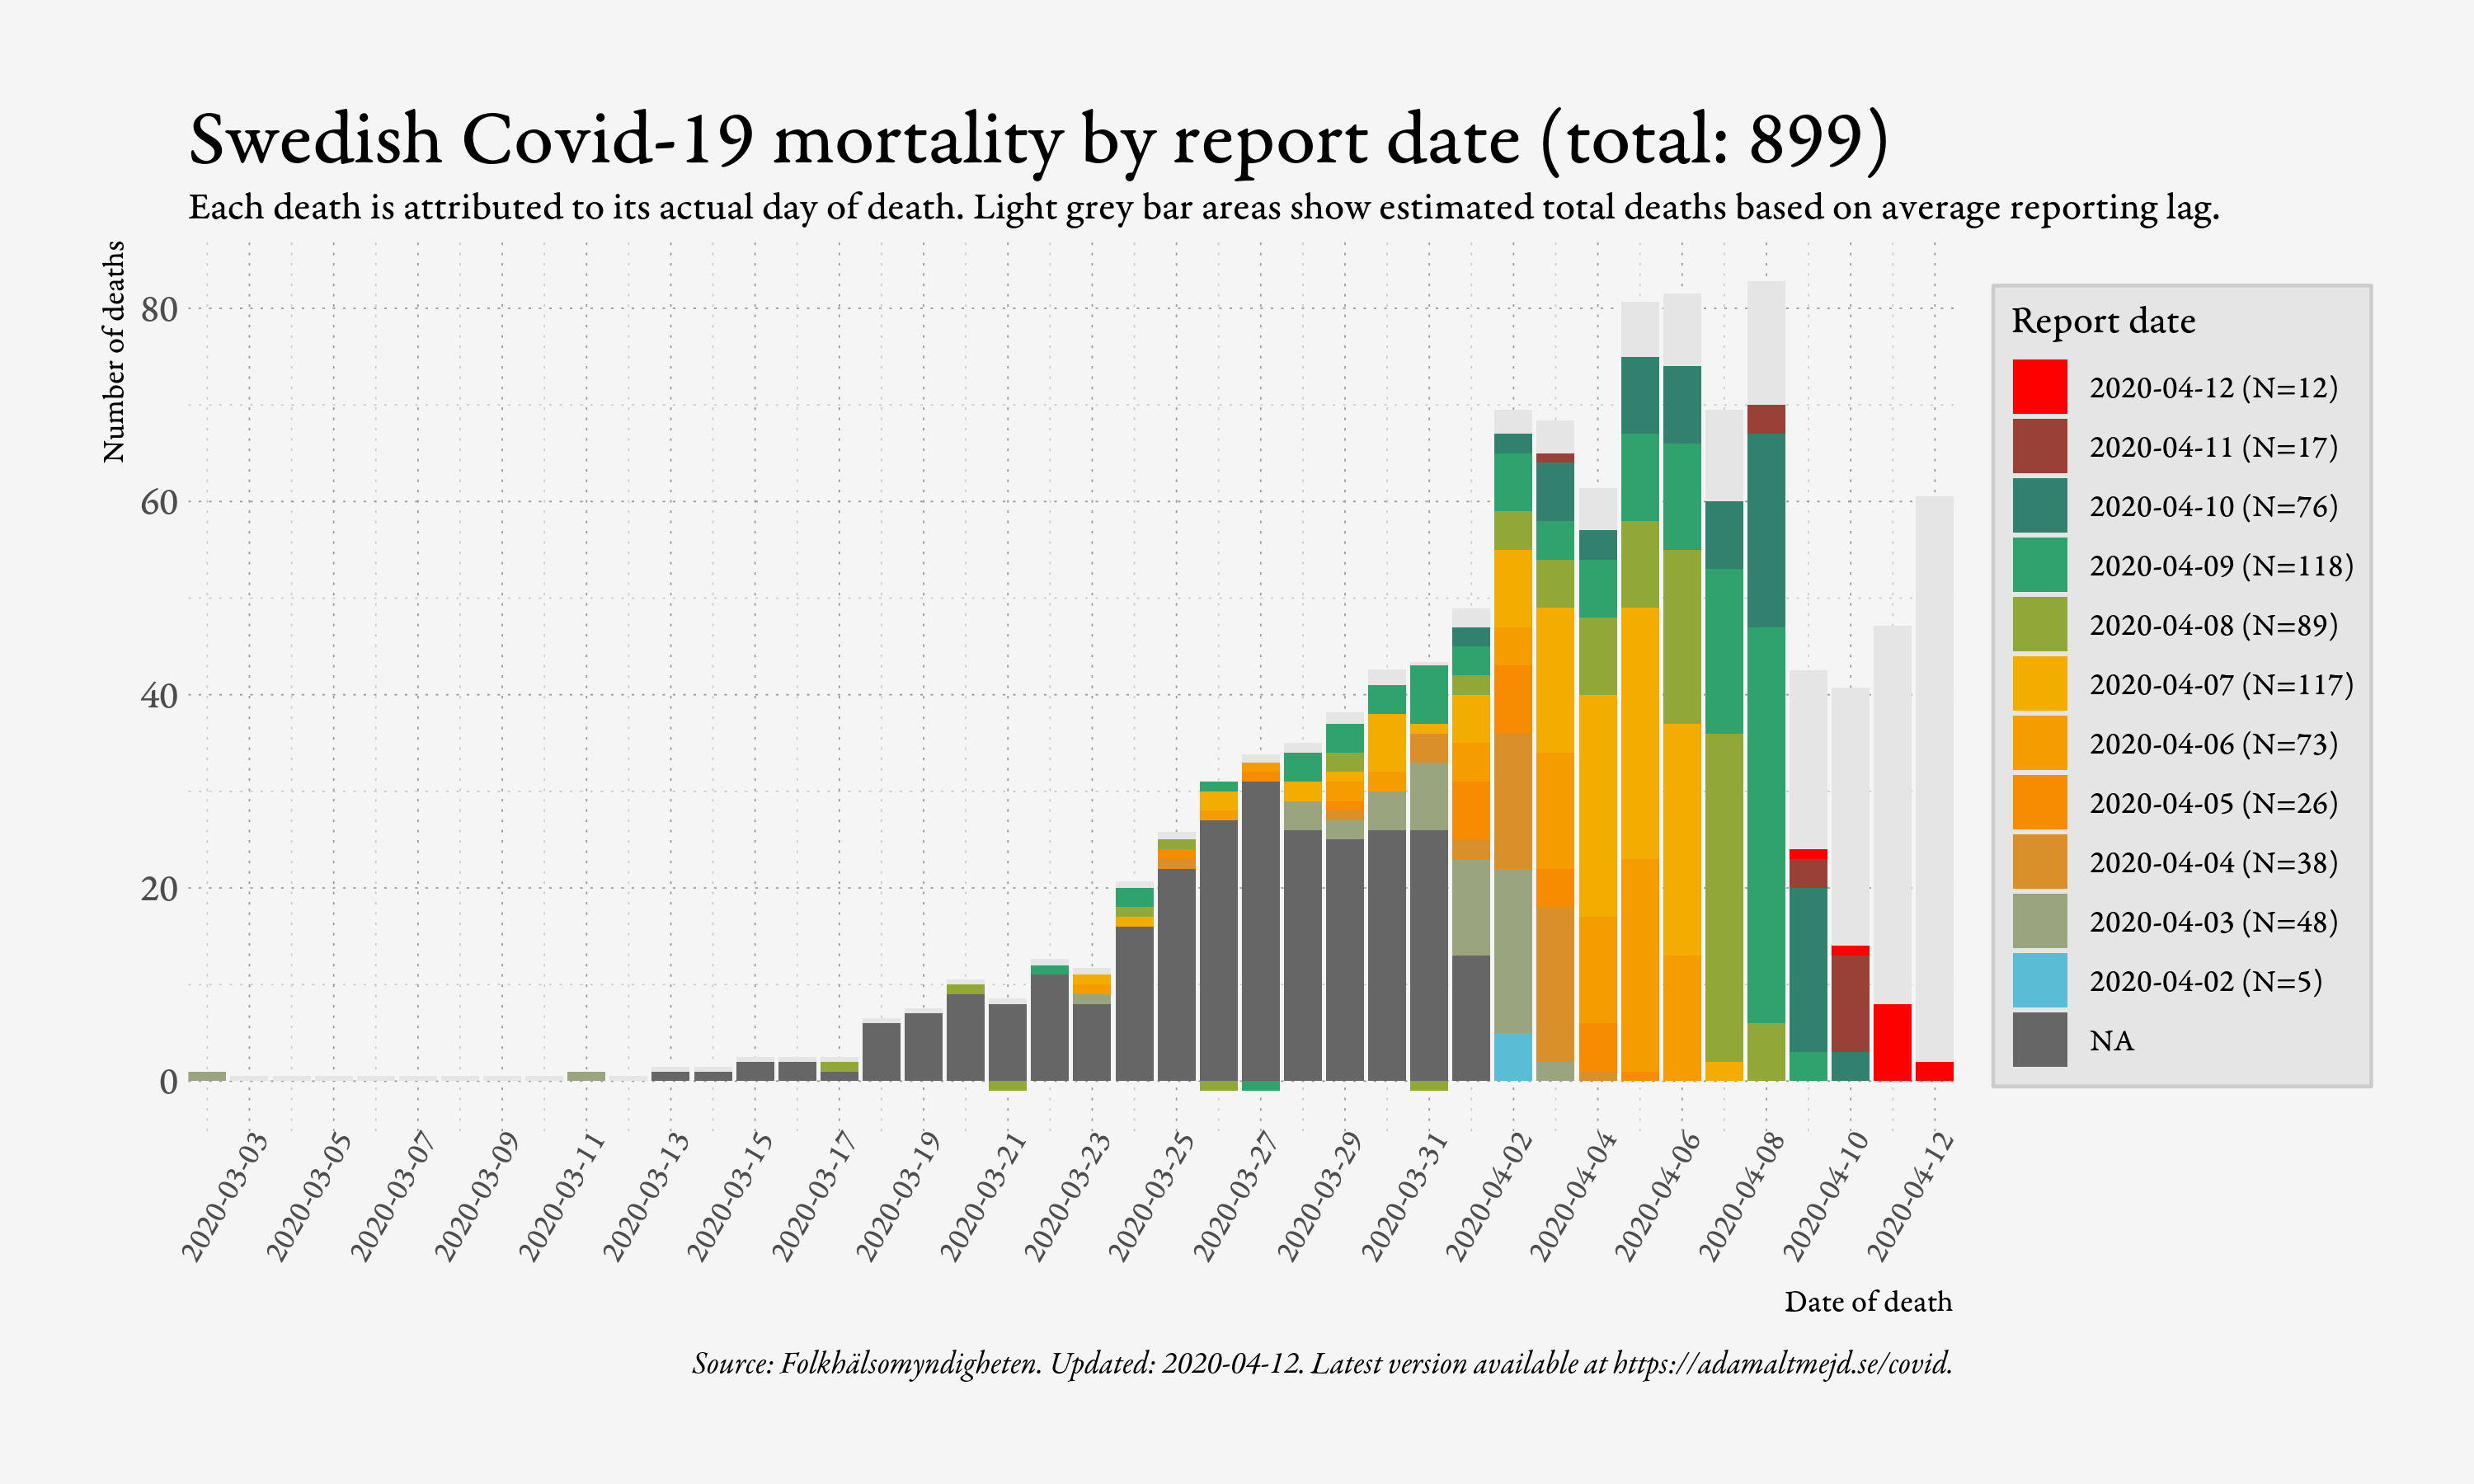 Swedish Covid-19 mortality by report date (total: 899)
Each death is attributed to its actual day of death. Light grey bar areas show estimated total deaths based on average reporting lag.
Number of deaths
80
60
40
20
0
2020-03-03
2020-03-05
2020-03-07
2020-03-09
2020-03-11
2020-03-13
2020-03-15
2020-03-17
2020-03-19
2020-03-21
2020-03-23
2020-03-25
2020-03-27
2020-03-29
2020-03-31
2020-04-02
2020-04-04
2020-04-06
2020-04-08
2020-04-10
2020-04-12
Date of death
Report date
2020-04-12 (N=12)
2020-04-11 (N=17)
2020-04-10 (N=76)
2020-04-09 (N=118)
2020-04-08 (N=89)
2020-04-07 (N=117)
2020-04-06 (N=73)
2020-04-05 (N=26)
2020-04-04 (N=38)
2020-04-03 (N=48)
2020-04-02 (N=5)
NA
Source: Folkhälsomyndigheten. Updated: 2020-04-12. Latest version available at https://adamaltmejd.se/covid.